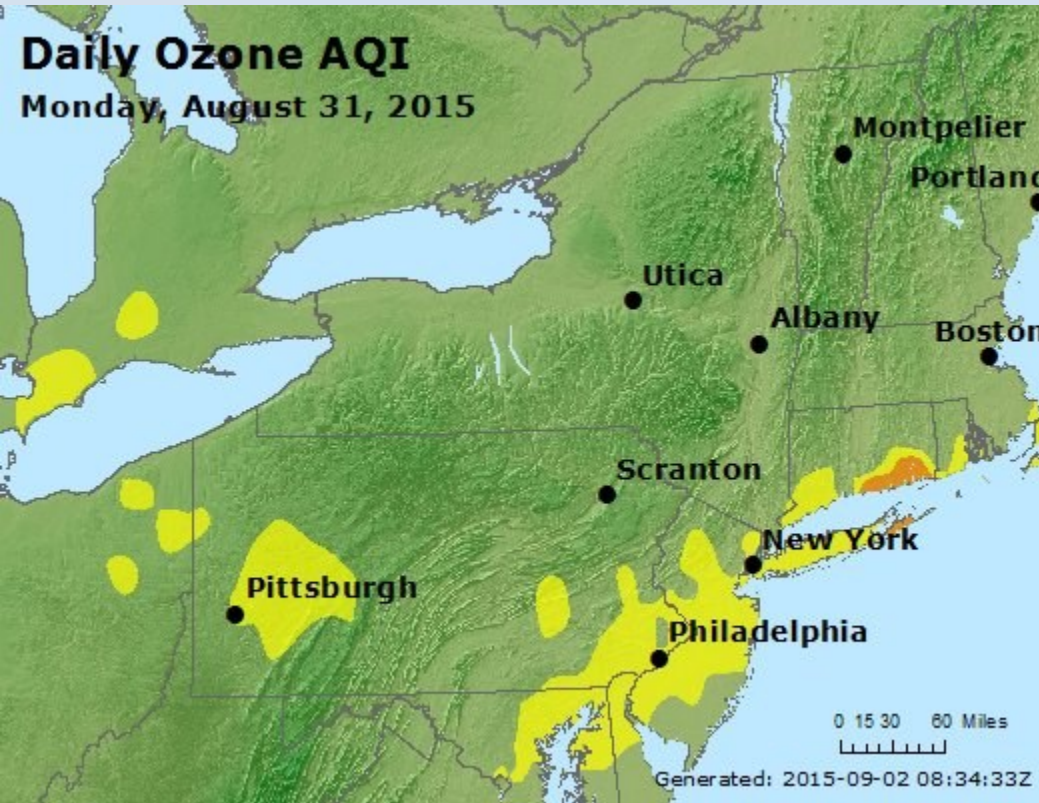 Daily Ozone AQI
Monday, August 31, 2015
Montpelier
Portland
Utica
Albany
Boston
Scranton
New York
Pittsburgh
Philadelphia
0 15 30 60 Miles
Generated: 2015-09-02 08:34:33Z